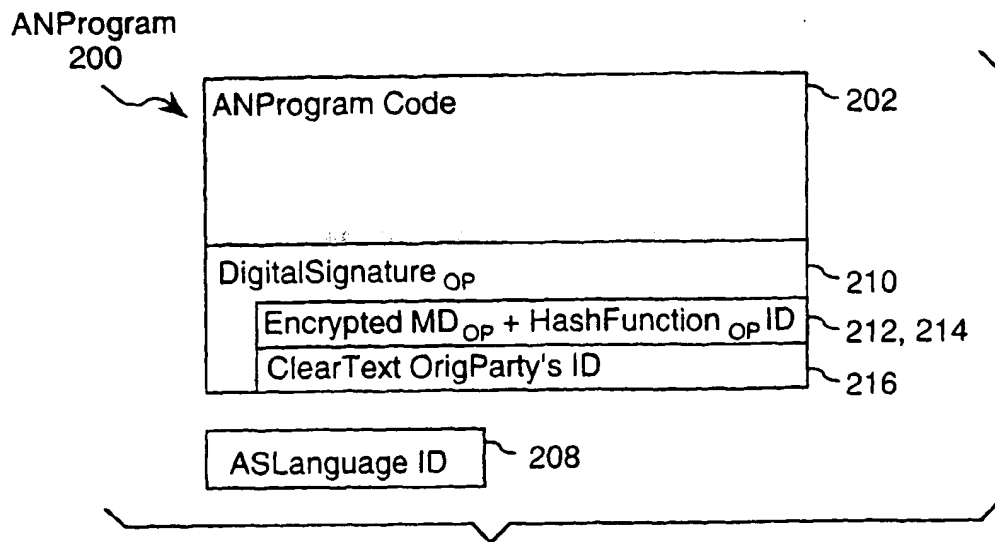 ANProgram
200
ANProgram Code
202
DigitalSignature OP
210
Encrypted MD OP + HashFunction OP ID
212, 214
ClearText OrigParty's ID
216
ASLanguage ID
208